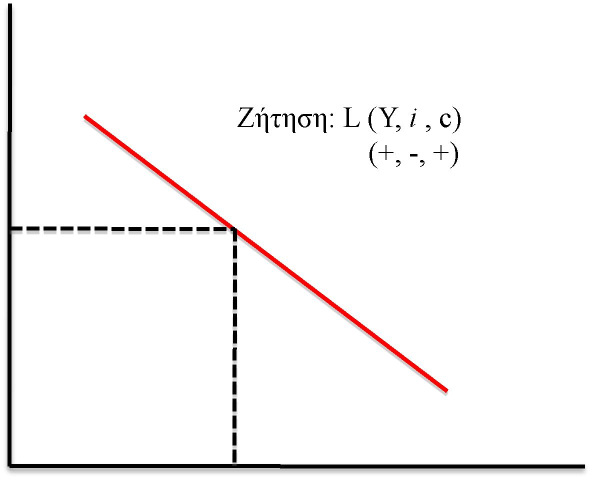 Ζήτηση: L (Y, i , c)
(+, -, +)